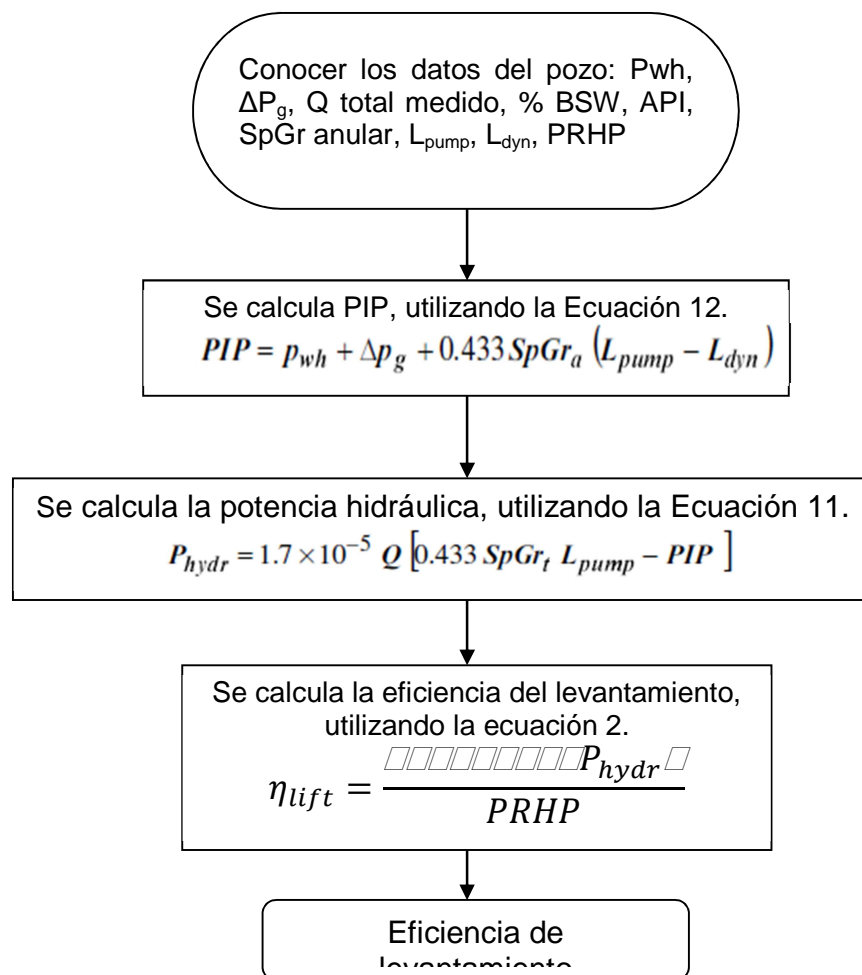 Conocer los datos del pozo: Pwh,
ΔPg, Q total medido, % BSW, API,
SpGr anular, Lpump, Ldyn, PRHP
Se calcula PIP, utilizando la Ecuación 12.
PIP = pwh + Δpg + 0.433 SpGra (Lpump − Ldyn)
Se calcula la potencia hidráulica, utilizando la Ecuación 11.
Phydr = 1.7 × 10⁻⁵ Q [0.433 SpGrt Lpump − PIP ]
Se calcula la eficiencia del levantamiento,
utilizando la ecuación 2.
ηlift = □□□□□□□□□Phydr □ / PRHP
Eficiencia de
levantamiento